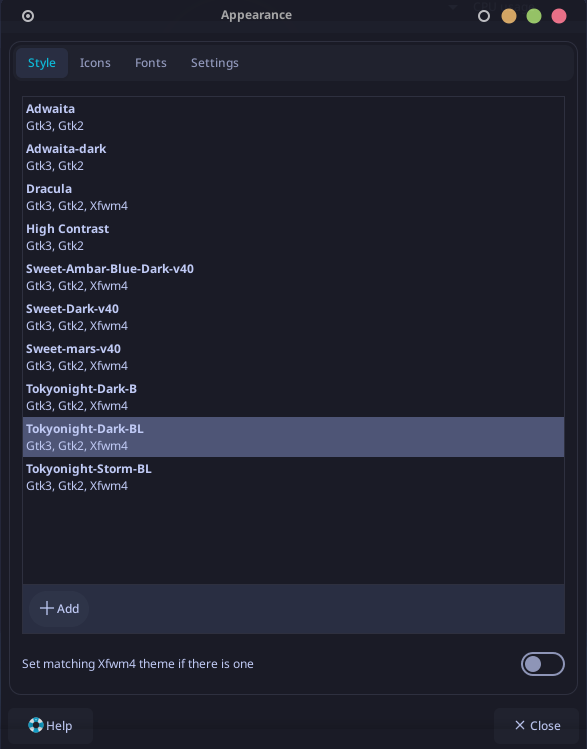 Appearance
Style Icons Fonts Settings
Adwaita
Gtk3, Gtk2
Adwaita-dark
Gtk3, Gtk2
Dracula
Gtk3, Gtk2, Xfwm4
High Contrast
Gtk3, Gtk2
Sweet-Ambar-Blue-Dark-v40
Gtk3, Gtk2, Xfwm4
Sweet-Dark-v40
Gtk3, Gtk2, Xfwm4
Sweet-mars-v40
Gtk3, Gtk2, Xfwm4
Tokyonight-Dark-B
Gtk3, Gtk2, Xfwm4
Tokyonight-Dark-BL
Gtk3, Gtk2, Xfwm4
Tokyonight-Storm-BL
Gtk3, Gtk2, Xfwm4
Add
Set matching Xfwm4 theme if there is one
Help Close